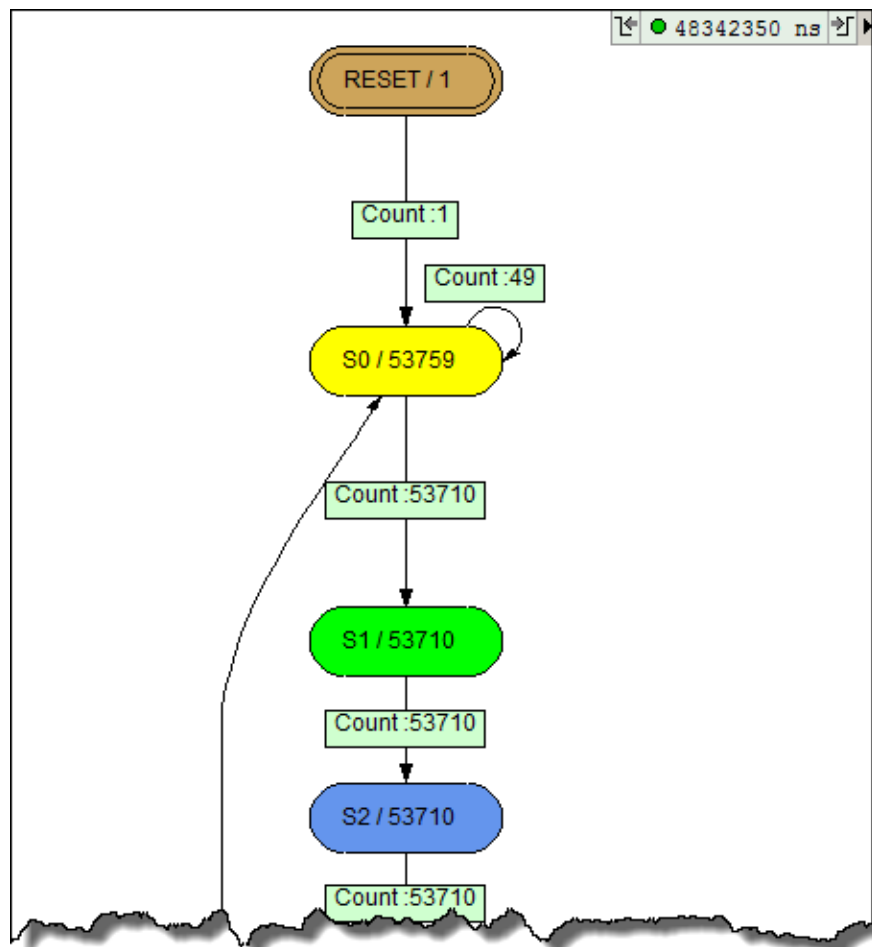 48342350 ns
RESET / 1
Count :1
Count :49
S0 / 53759
Count :53710
S1 / 53710
Count :53710
S2 / 53710
Count :53710